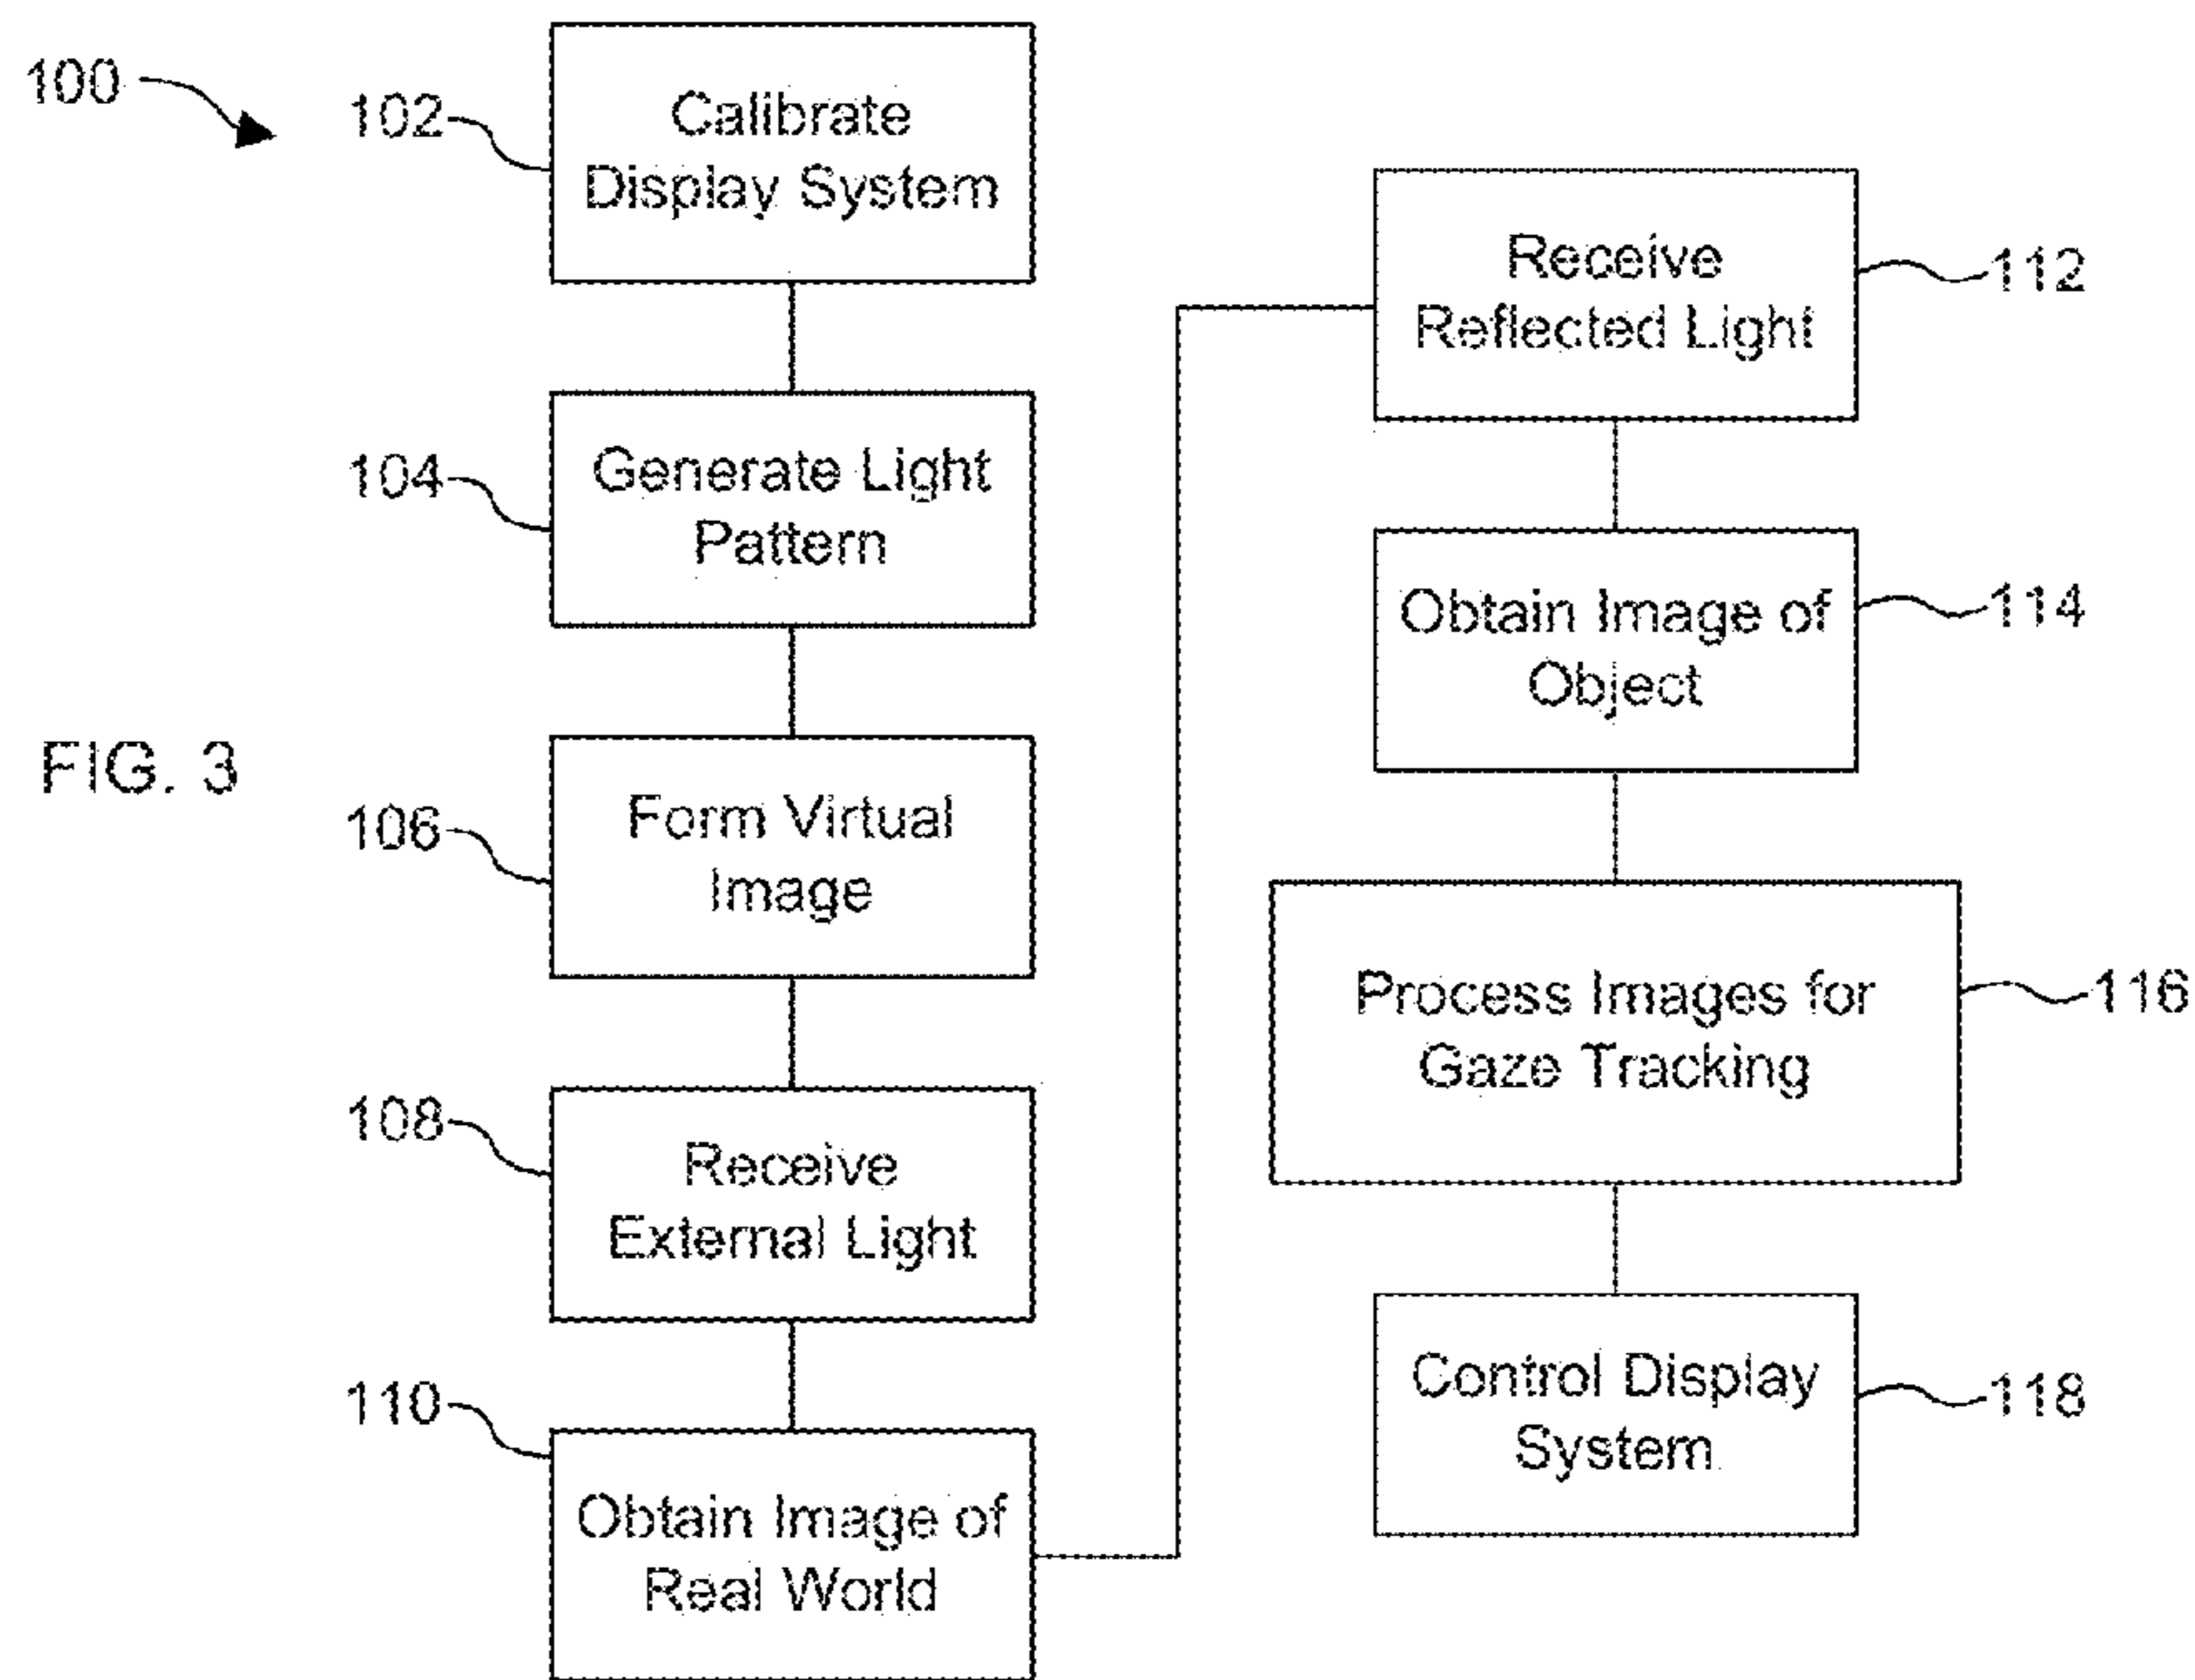 100
102
Calibrate
Display System
104
Generate Light
Pattern
FIG. 3
106
Form Virtual
Image
108
Receive
External Light
110
Obtain Image of
Real World
Receive
Reflected Light
112
Obtain Image of
Object
114
Process Images for
Gaze Tracking
116
Control Display
System
118